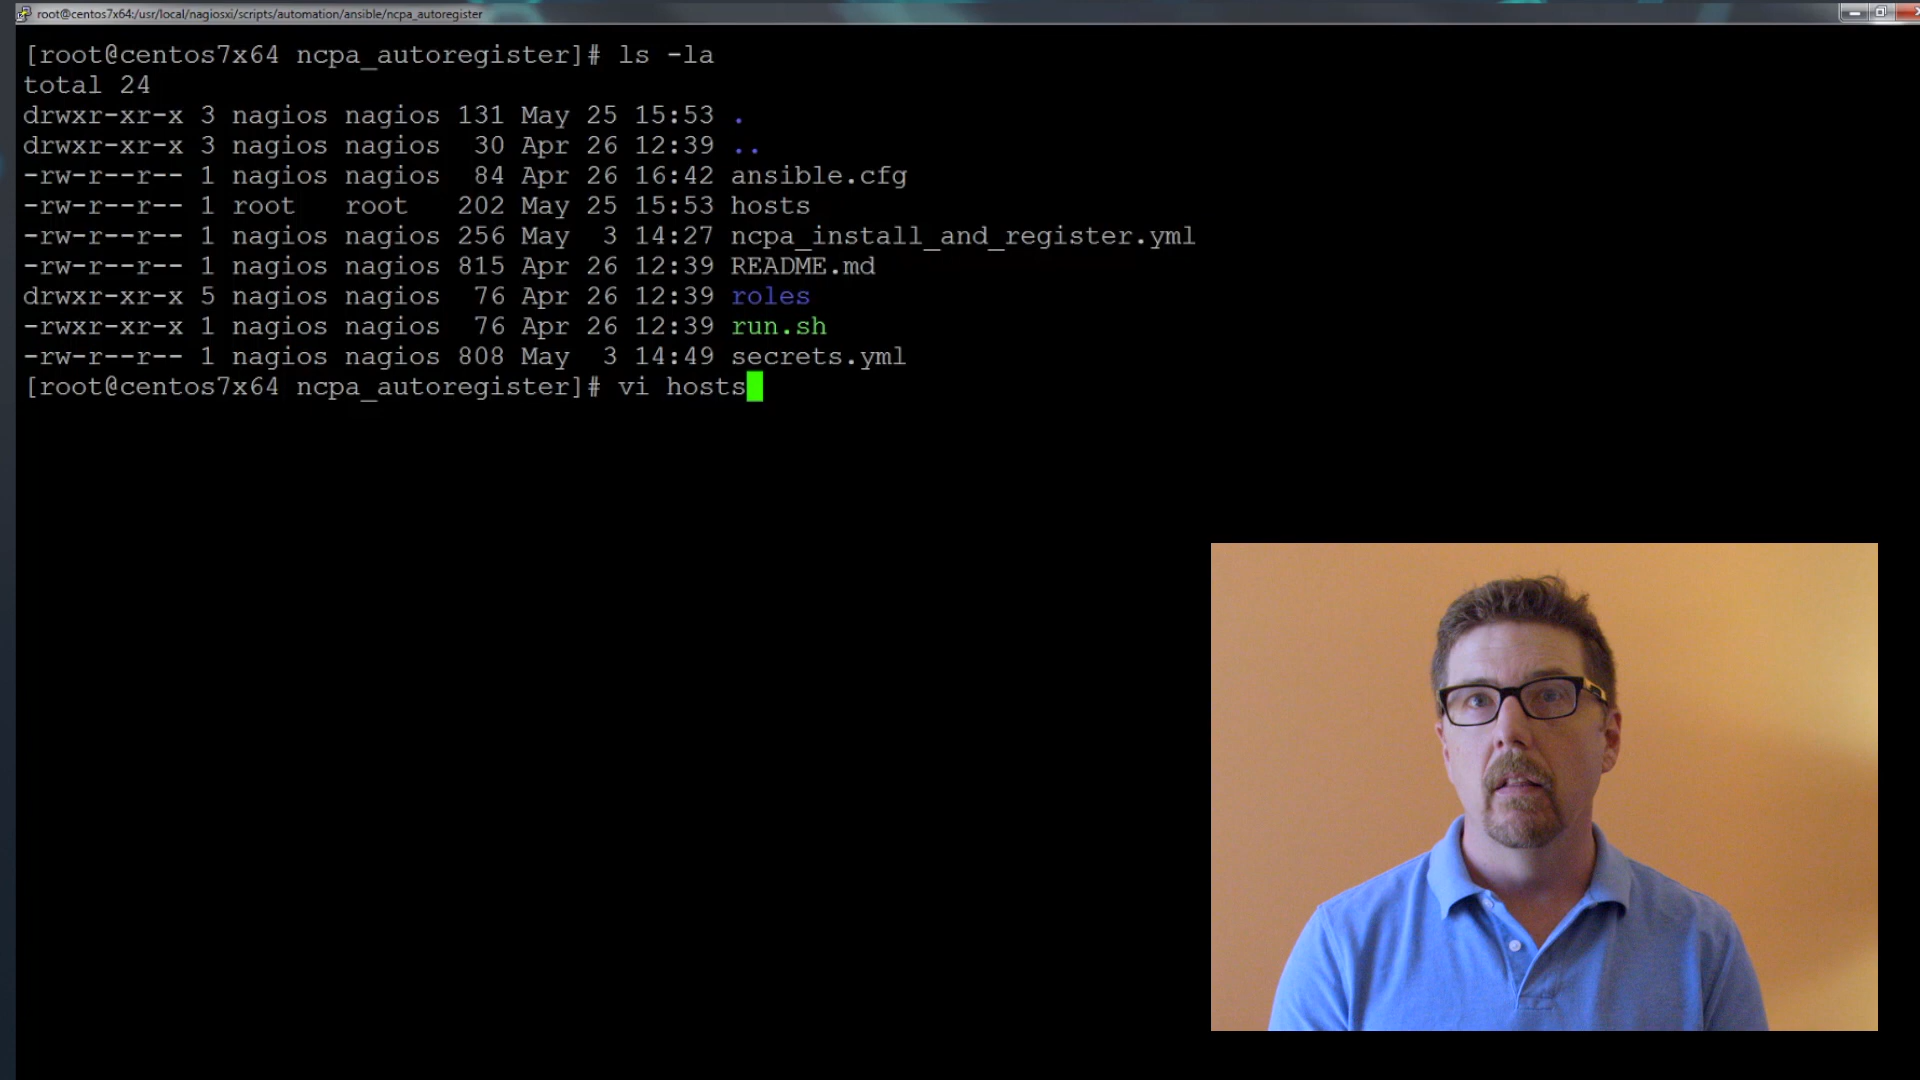 root@centos7x64:/usr/local/nagiosxi/scripts/automation/ansible/ncpa_autoregister
[root@centos7x64 ncpa_autoregister]# ls -la
total 24
drwxr-xr-x 3 nagios nagios 131 May 25 15:53 .
drwxr-xr-x 3 nagios nagios  30 Apr 26 12:39 ..
-rw-r--r-- 1 nagios nagios  84 Apr 26 16:42 ansible.cfg
-rw-r--r-- 1 root   root   202 May 25 15:53 hosts
-rw-r--r-- 1 nagios nagios 256 May  3 14:27 ncpa_install_and_register.yml
-rw-r--r-- 1 nagios nagios 815 Apr 26 12:39 README.md
drwxr-xr-x 5 nagios nagios  76 Apr 26 12:39 roles
-rwxr-xr-x 1 nagios nagios  76 Apr 26 12:39 run.sh
-rw-r--r-- 1 nagios nagios 808 May  3 14:49 secrets.yml
[root@centos7x64 ncpa_autoregister]# vi hosts